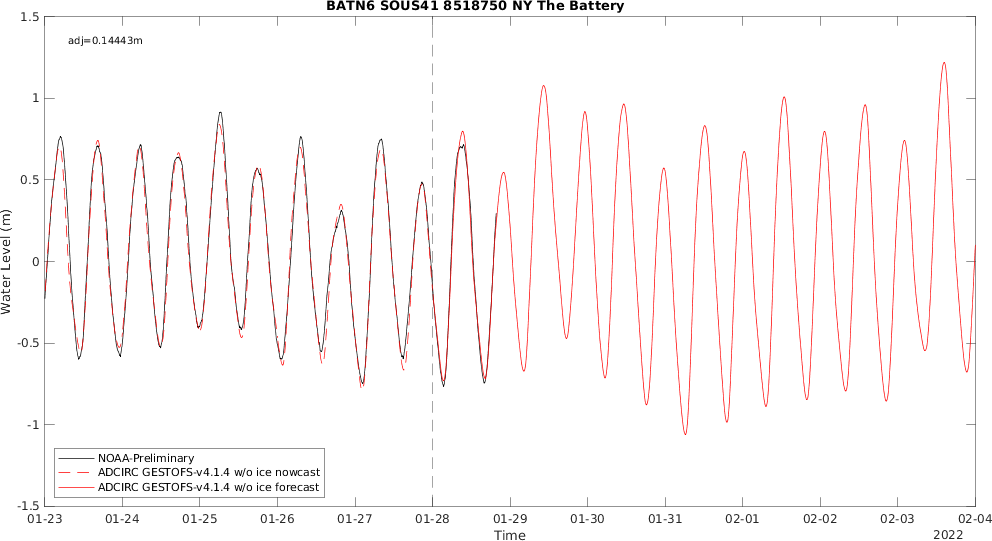 BATN6 SOUS41 8518750 NY The Battery
adj=0.14443m
1.5
1
0.5
0
-0.5
-1
-1.5
Water Level (m)
NOAA-Preliminary
ADCIRC GESTOFS-v4.1.4 w/o ice nowcast
ADCIRC GESTOFS-v4.1.4 w/o ice forecast
01-23 01-24 01-25 01-26 01-27 01-28 01-29 01-30 01-31 02-01 02-02 02-03 02-04
Time
2022